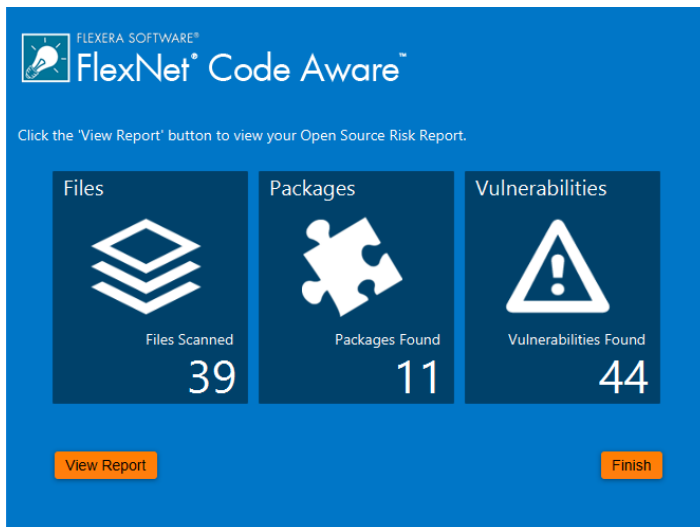 FLEXERA SOFTWARE®
FlexNet® Code Aware™
Click the 'View Report' button to view your Open Source Risk Report.
Files
Packages
Vulnerabilities
Files Scanned
39
Packages Found
11
Vulnerabilities Found
44
View Report
Finish